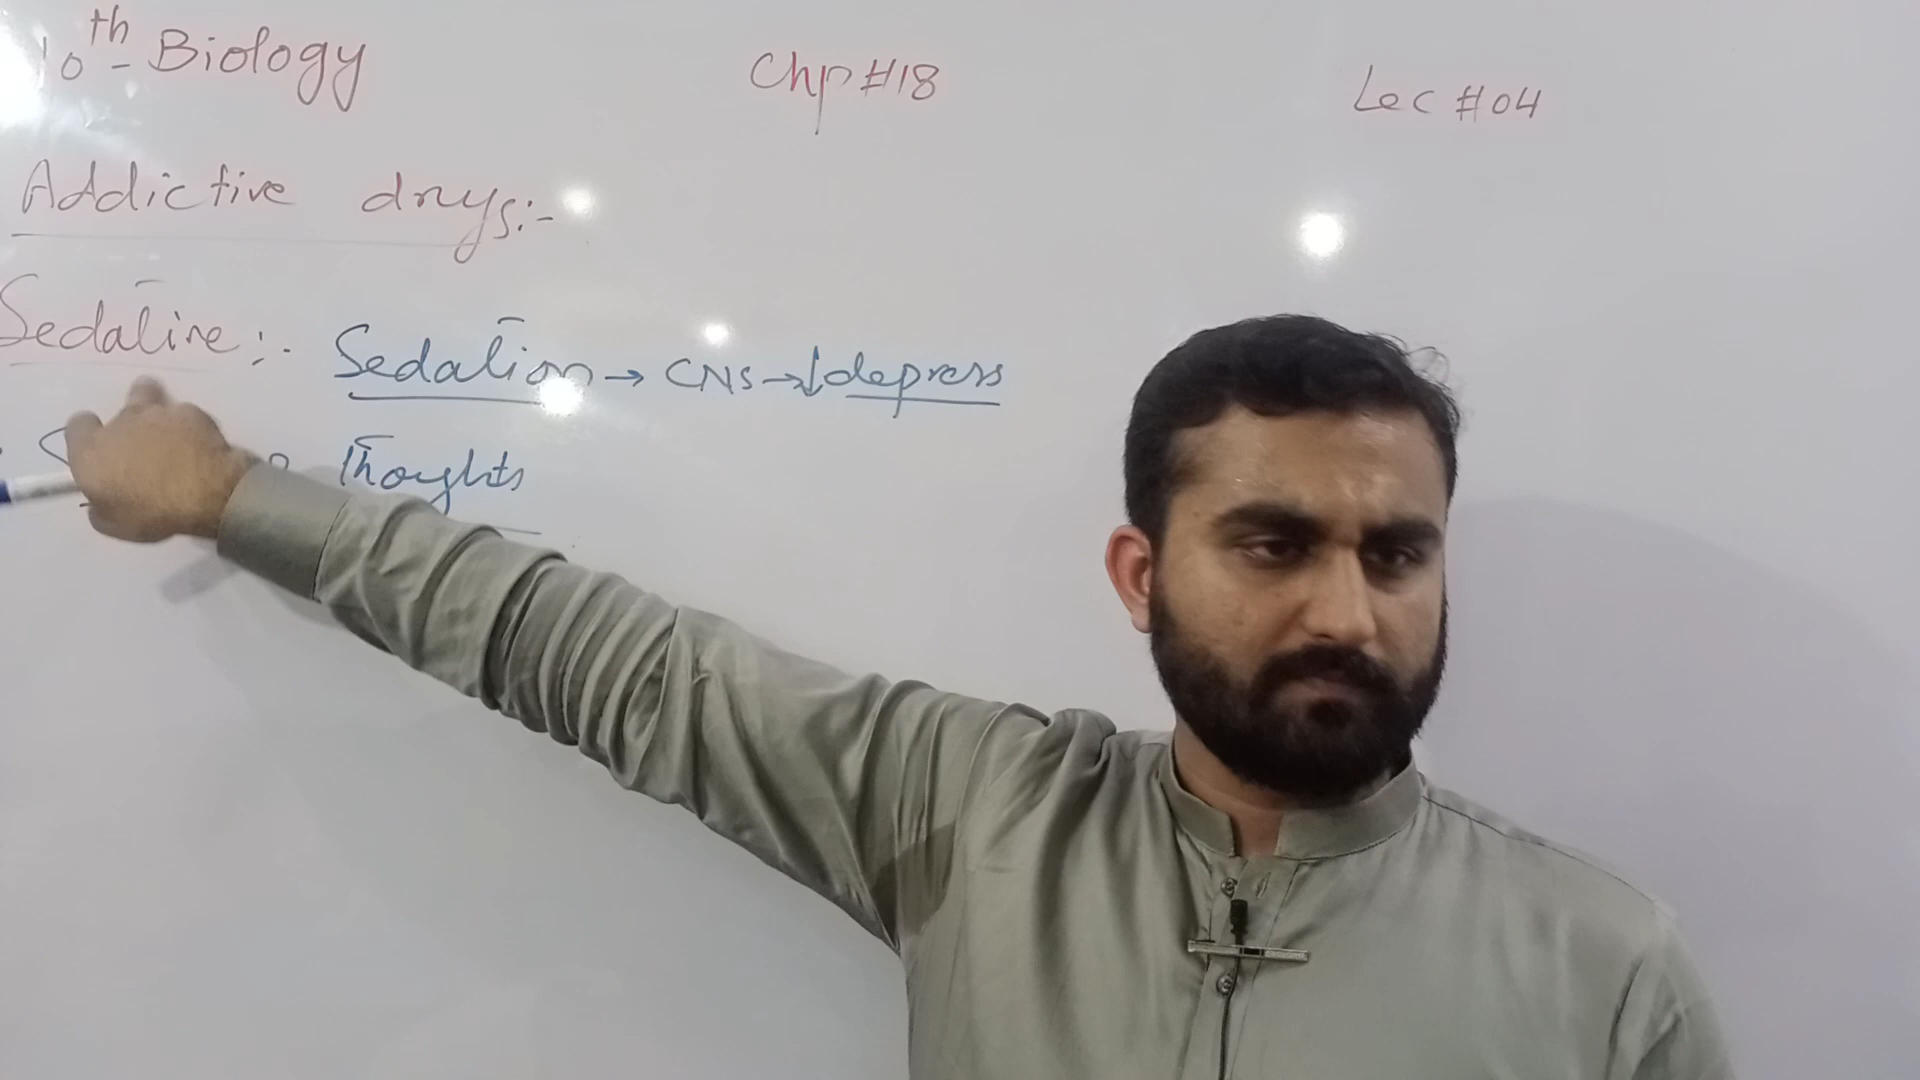 10th - Biology Chp #18 Lec #04
Addictive drugs:-
Sedative:- Sedation → CNS → ↓ depress
Thoughts